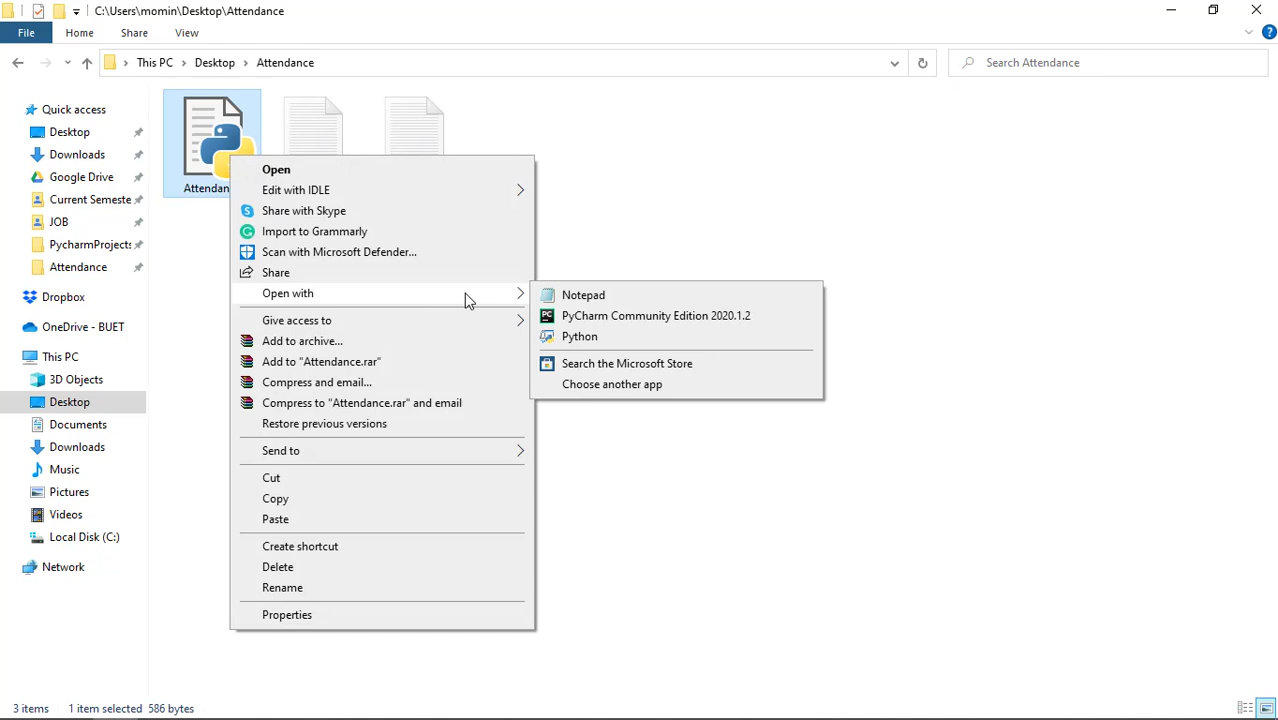 C:\Users\momin\Desktop\Attendance
File Home Share View
This PC Desktop Attendance
Search Attendance
Quick access
Desktop
Downloads
Google Drive
Current Semeste
JOB
PycharmProjects
Attendance
Dropbox
OneDrive - BUET
This PC
3D Objects
Desktop
Documents
Downloads
Music
Pictures
Videos
Local Disk (C:)
Network
Attendan
Open
Edit with IDLE
Share with Skype
Import to Grammarly
Scan with Microsoft Defender...
Share
Open with
Give access to
Add to archive...
Add to "Attendance.rar"
Compress and email...
Compress to "Attendance.rar" and email
Restore previous versions
Send to
Cut
Copy
Paste
Create shortcut
Delete
Rename
Properties
Notepad
PC PyCharm Community Edition 2020.1.2
Python
Search the Microsoft Store
Choose another app
3 items 1 item selected 586 bytes